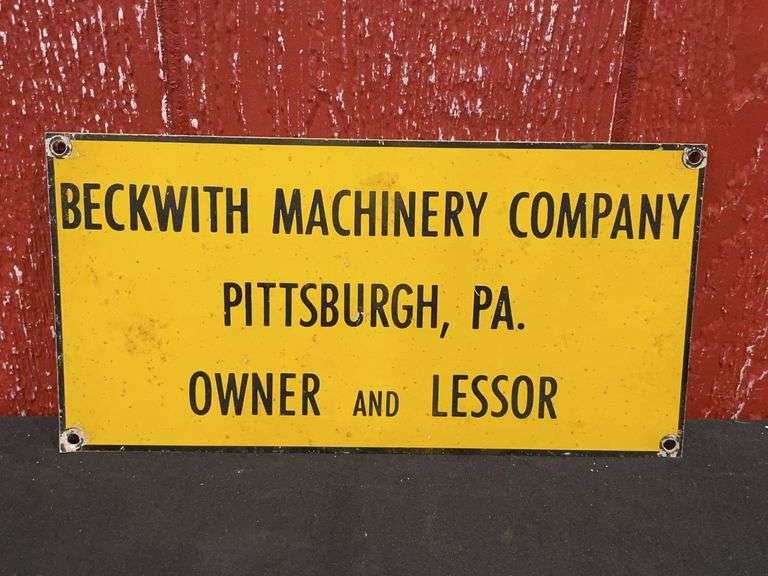 BECKWITH MACHINERY COMPANY
PITTSBURGH, PA.
OWNER AND LESSOR